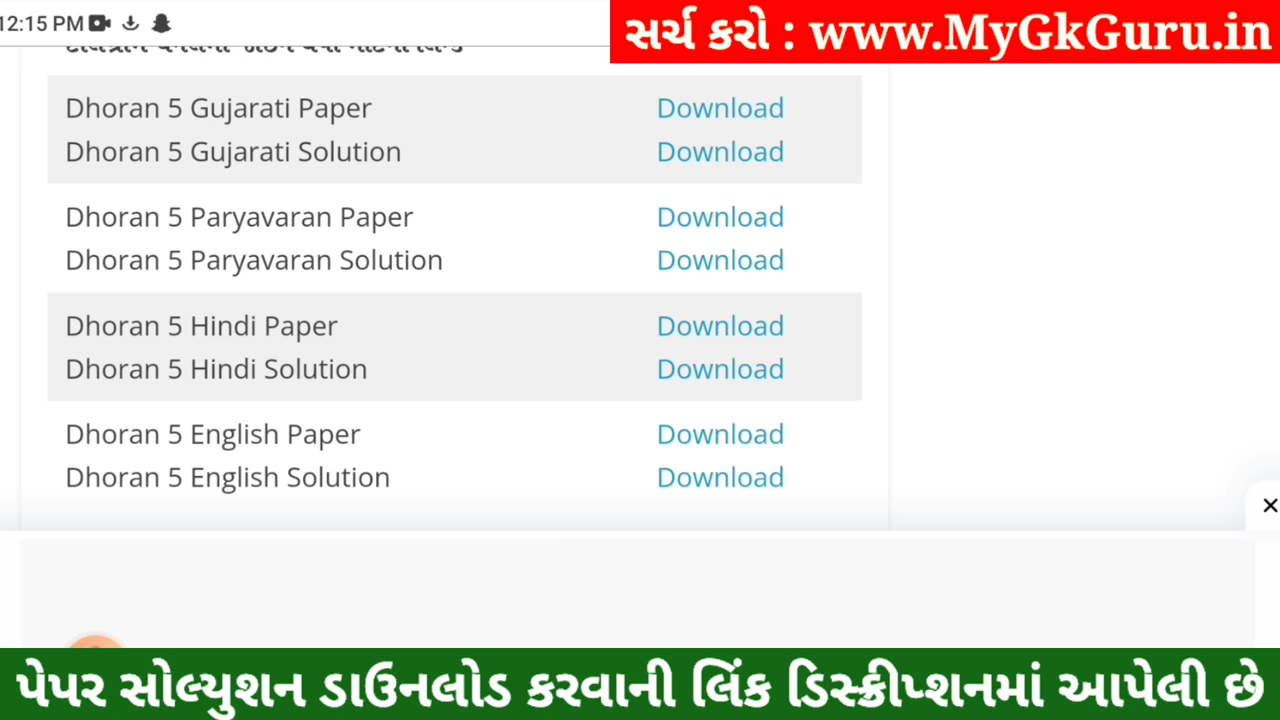 12:15 PM
સર્ચ કરો : www.MyGkGuru.in
Dhoran 5 Gujarati Paper Download
Dhoran 5 Gujarati Solution Download
Dhoran 5 Paryavaran Paper Download
Dhoran 5 Paryavaran Solution Download
Dhoran 5 Hindi Paper Download
Dhoran 5 Hindi Solution Download
Dhoran 5 English Paper Download
Dhoran 5 English Solution Download
પેપર સોલ્યુશન ડાઉનલોડ કરવાની લિંક ડિસ્ક્રીપ્શનમાં આપેલી છે